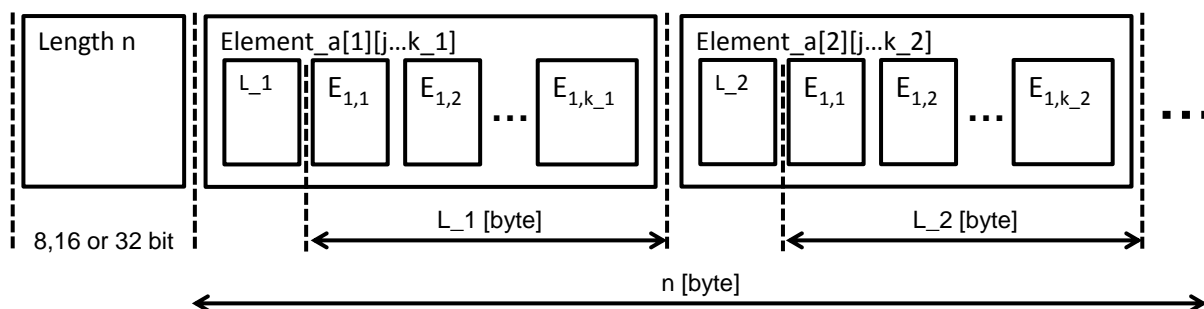 Length n
Element_a[1][j...k_1]
L_1
E1,1
E1,2
...
E1,k_1
Element_a[2][j...k_2]
L_2
E1,1
E1,2
...
E1,k_2
...
8,16 or 32 bit
L_1 [byte]
L_2 [byte]
n [byte]